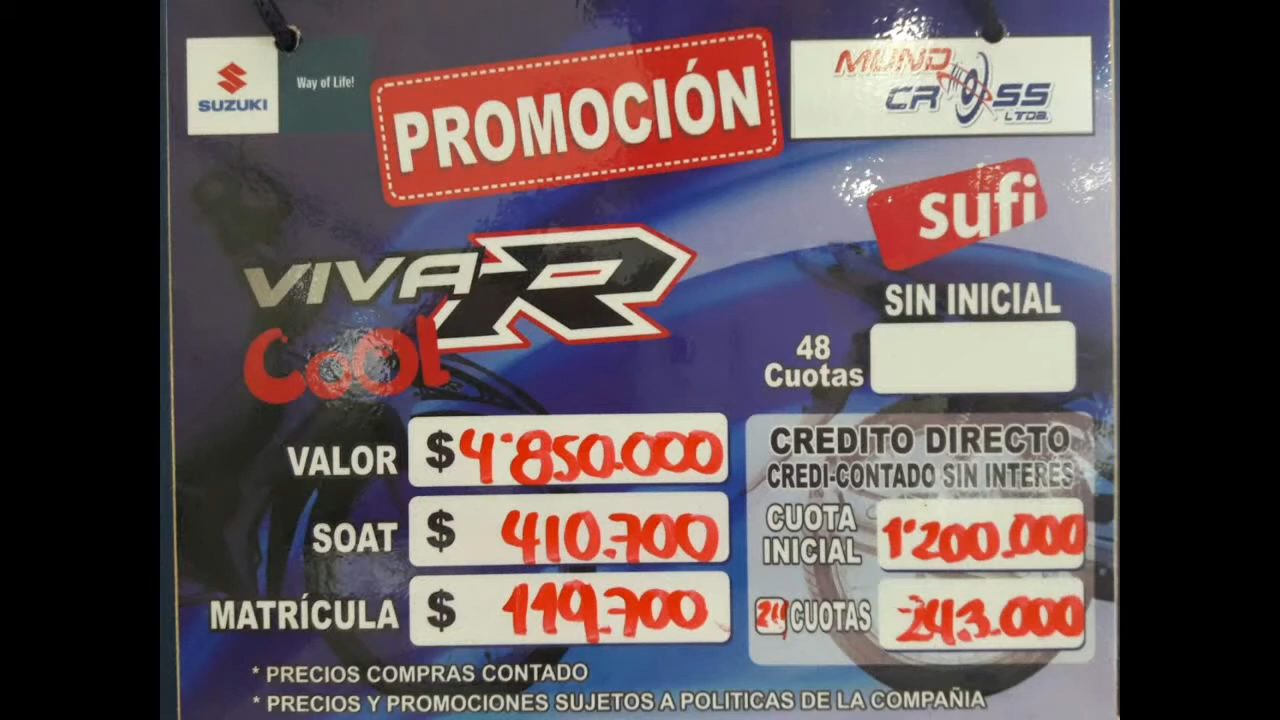 SUZUKI
Way of Life!
PROMOCIÓN
MUNDO
CROSS
LTDA.
sufi
VIVA R
Cool
SIN INICIAL
48
Cuotas
VALOR $ 4'850.000
SOAT $ 410.700
MATRÍCULA $ 119.700
CREDITO DIRECTO
CREDI-CONTADO SIN INTERÉS
CUOTA
INICIAL 1'200.000
24 CUOTAS 243.000
* PRECIOS COMPRAS CONTADO
* PRECIOS Y PROMOCIONES SUJETOS A POLITICAS DE LA COMPAÑIA